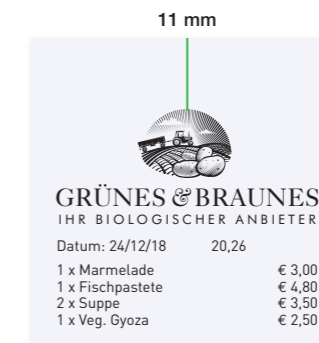 11 mm
GRÜNES & BRAUNES
IHR BIOLOGISCHER ANBIETER
Datum: 24/12/18 20,26
1 x Marmelade € 3,00
1 x Fischpastete € 4,80
2 x Suppe € 3,50
1 x Veg. Gyoza € 2,50